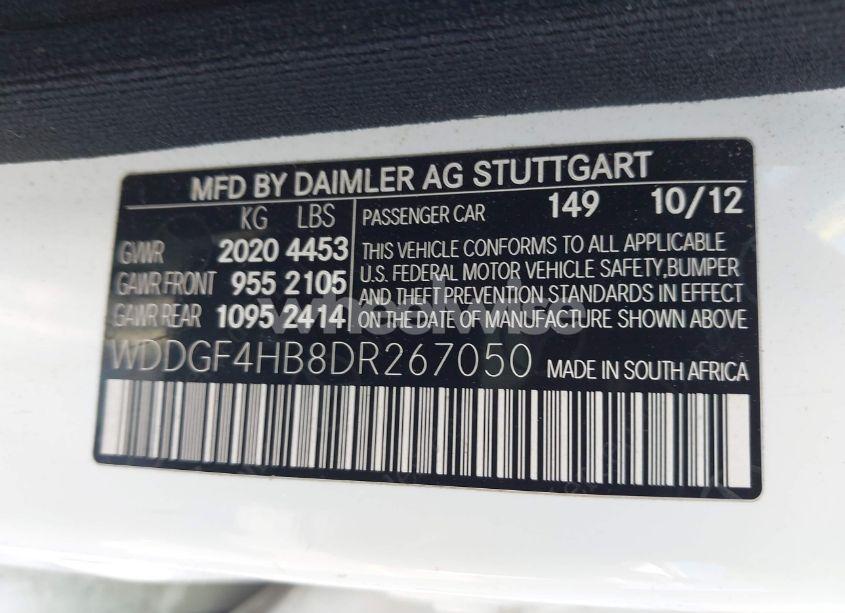 MFD BY DAIMLER AG STUTTGART
KG LBS
GVWR 2020 4453
GAWR FRONT 955 2105
GAWR REAR 1095 2414
PASSENGER CAR 149 10/12
THIS VEHICLE CONFORMS TO ALL APPLICABLE
U.S. FEDERAL MOTOR VEHICLE SAFETY,BUMPER
AND THEFT PREVENTION STANDARDS IN EFFECT
ON THE DATE OF MANUFACTURE SHOWN ABOVE
WDDGF4HB8DR267050 MADE IN SOUTH AFRICA